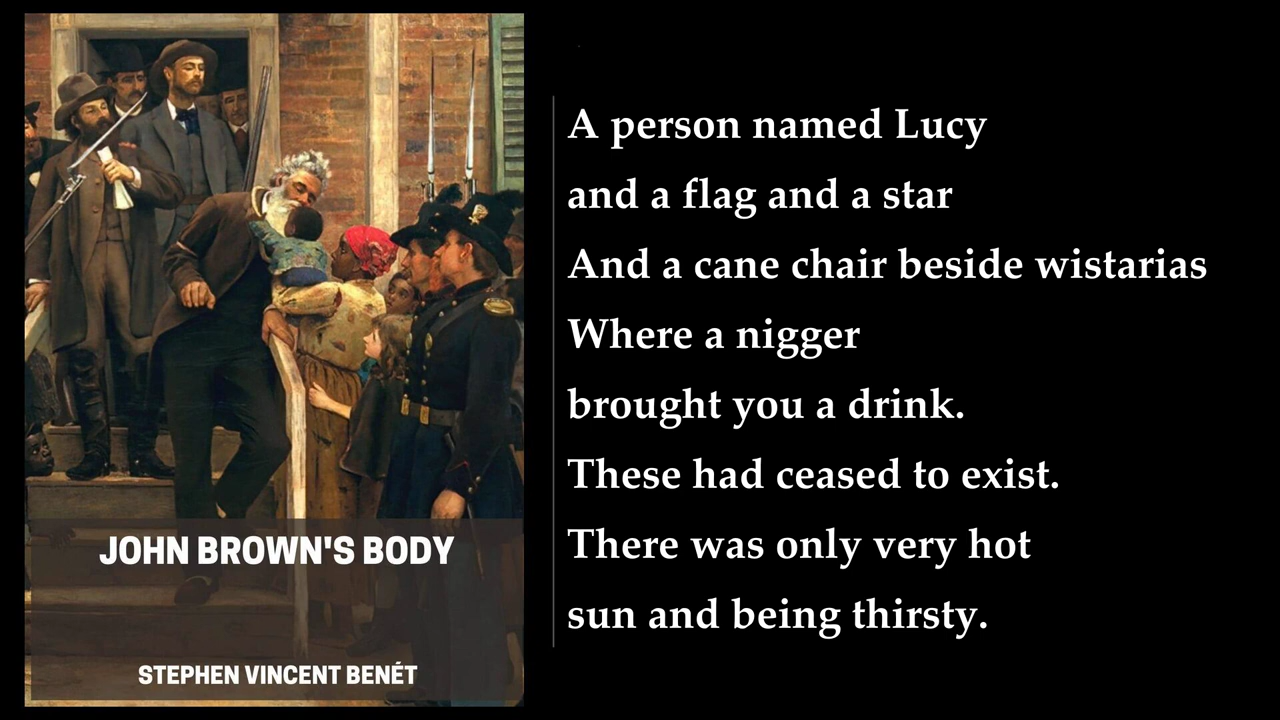 A person named Lucy
and a flag and a star
And a cane chair beside wistarias
Where a nigger
brought you a drink.
These had ceased to exist.
There was only very hot
sun and being thirsty.
JOHN BROWN'S BODY
STEPHEN VINCENT BENÉT